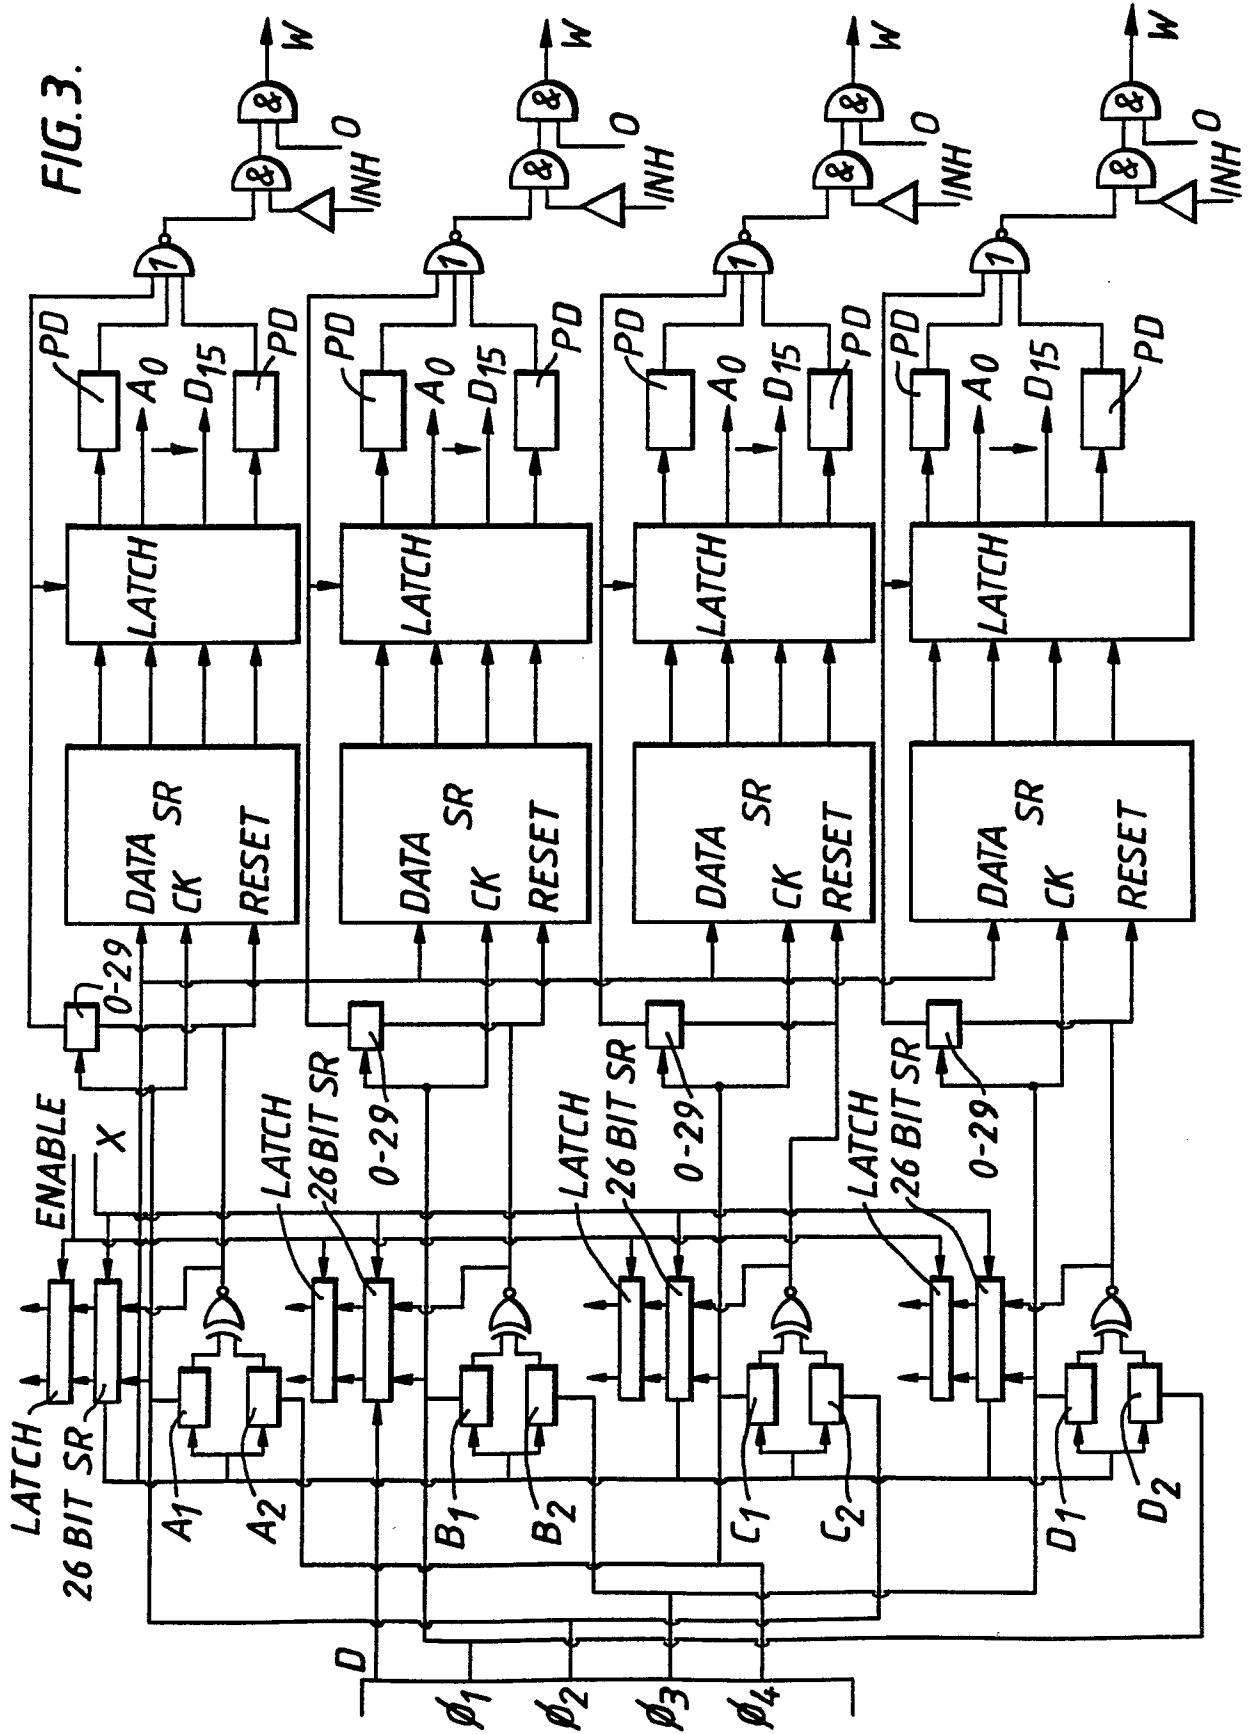 FIG.3.
LATCH
26 BIT SR
ENABLE
X
A1
A2
0-29
DATA
SR
CK
RESET
LATCH
PD
A0
D15
PD
1
&
INH
&
O
W
D
LATCH
26 BIT SR
B1
B2
0-29
DATA
SR
CK
RESET
LATCH
PD
A0
D15
PD
1
&
INH
&
O
W
ø1
ø2
ø3
ø4
LATCH
26 BIT SR
C1
C2
0-29
DATA
SR
CK
RESET
LATCH
PD
A0
D15
PD
1
&
INH
&
O
W
LATCH
26 BIT SR
D1
D2
0-29
DATA
SR
CK
RESET
LATCH
PD
A0
D15
PD
1
&
INH
&
O
W